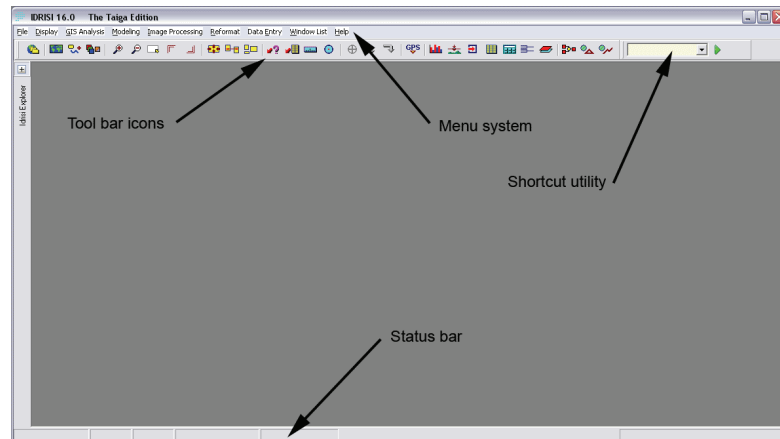 IDRISI 16.0 The Taiga Edition
File Display GIS Analysis Modeling Image Processing Reformat Data Entry Window List Help
GPS
Idrisi Explorer
Tool bar icons
Menu system
Shortcut utility
Status bar